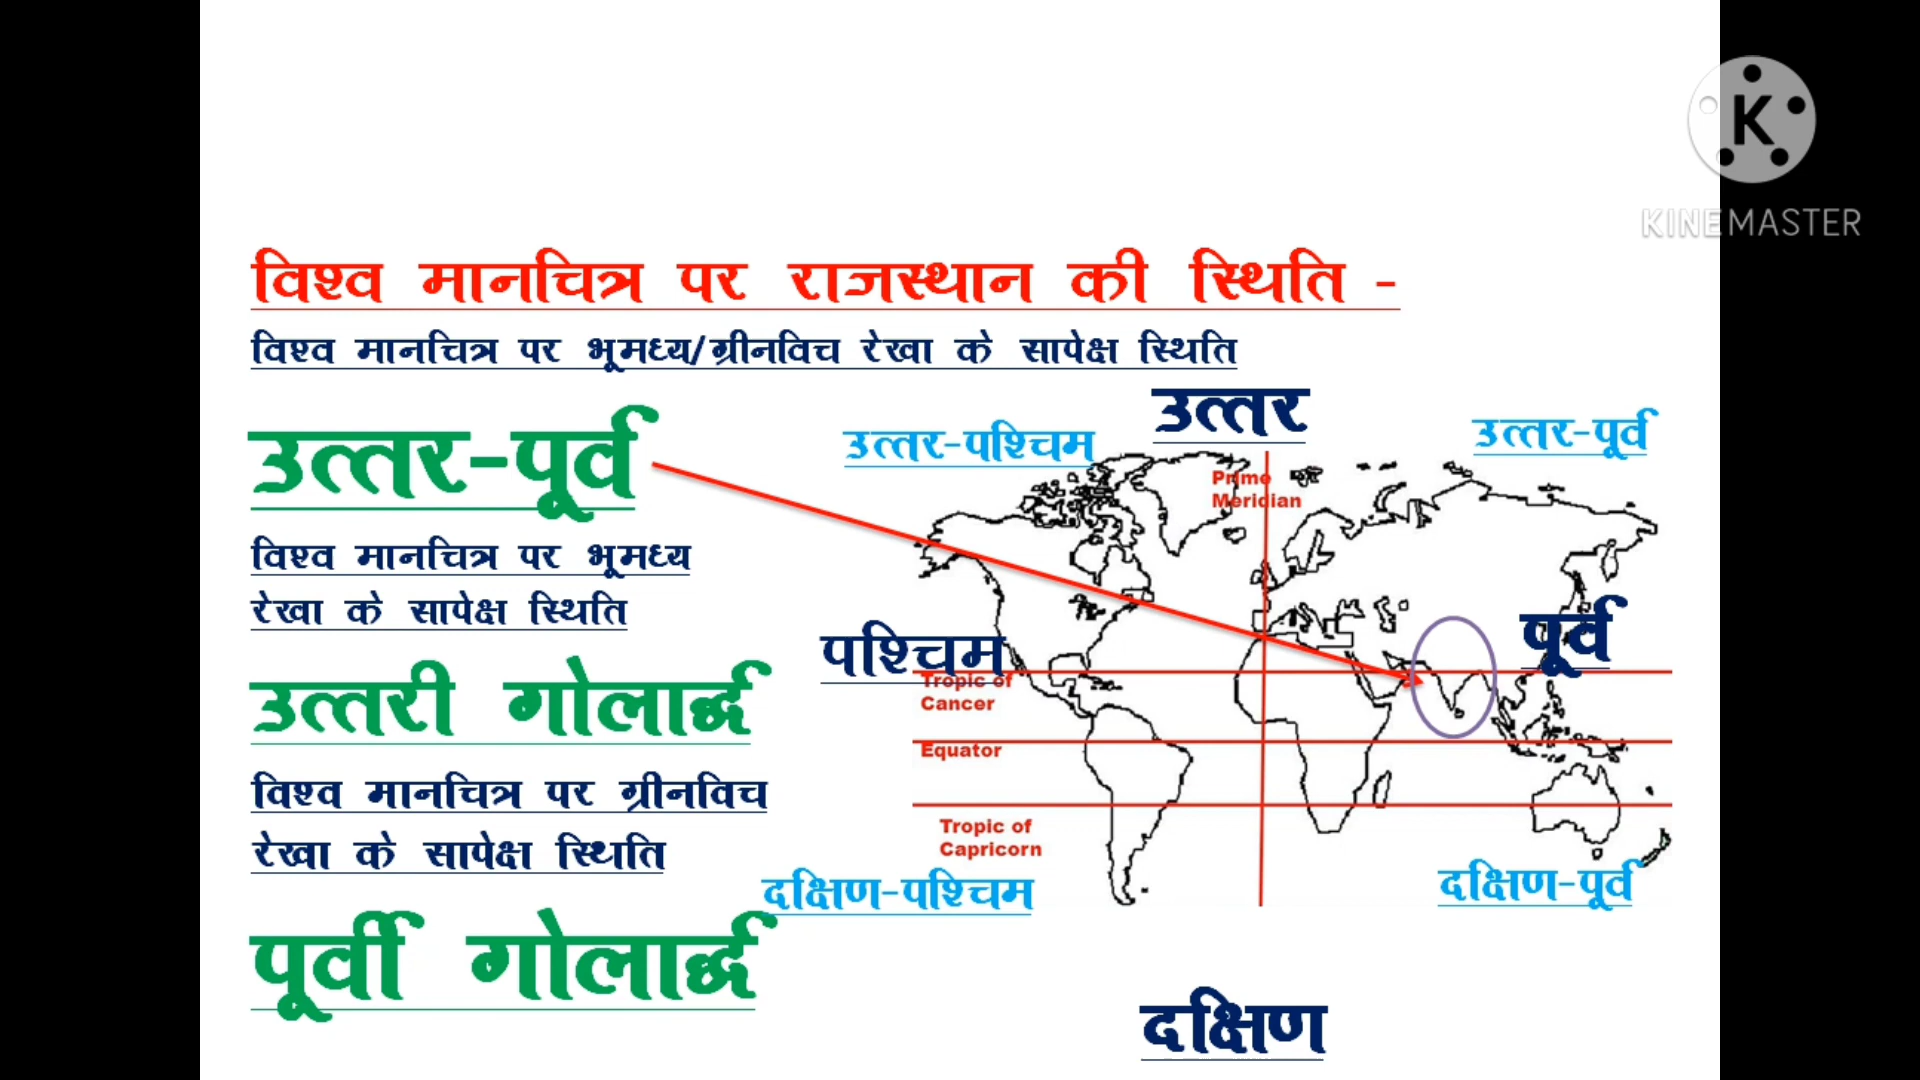 K
KINEMASTER
विश्व मानचित्र पर राजस्थान की स्थिति -
विश्व मानचित्र पर भूमध्य/ग्रीनविच रेखा के सापेक्ष स्थिति
उत्तर-पूर्व
विश्व मानचित्र पर भूमध्य
रेखा के सापेक्ष स्थिति
उत्तरी गोलार्द्ध
विश्व मानचित्र पर ग्रीनविच
रेखा के सापेक्ष स्थिति
पूर्वी गोलार्द्ध
उत्तर
उत्तर-पश्चिम
उत्तर-पूर्व
Prime
Meridian
पश्चिम
पूर्व
Tropic of
Cancer
Equator
Tropic of
Capricorn
दक्षिण-पश्चिम
दक्षिण-पूर्व
दक्षिण